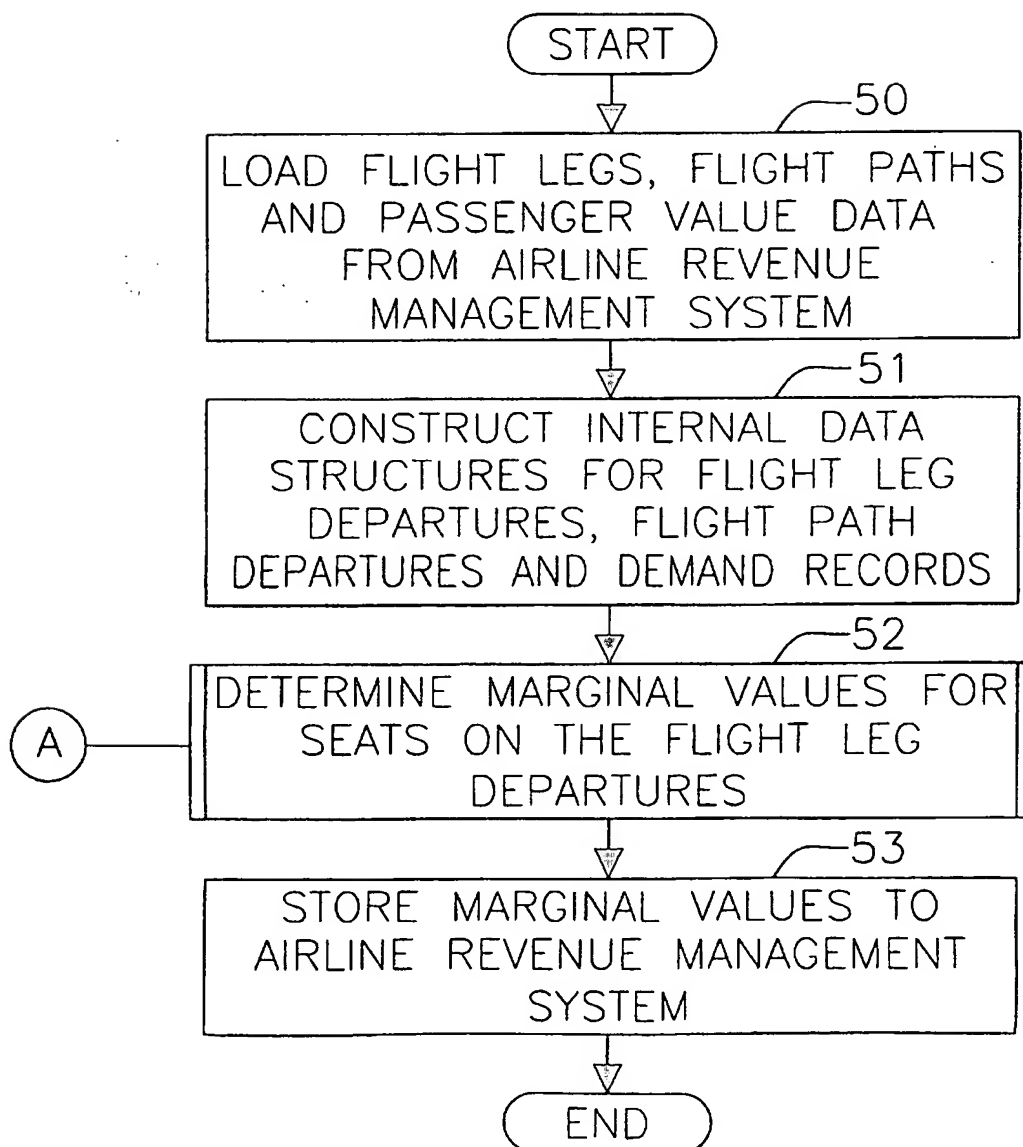 START
50
LOAD FLIGHT LEGS, FLIGHT PATHS
AND PASSENGER VALUE DATA
FROM AIRLINE REVENUE
MANAGEMENT SYSTEM
51
CONSTRUCT INTERNAL DATA
STRUCTURES FOR FLIGHT LEG
DEPARTURES, FLIGHT PATH
DEPARTURES AND DEMAND RECORDS
52
A
DETERMINE MARGINAL VALUES FOR
SEATS ON THE FLIGHT LEG
DEPARTURES
53
STORE MARGINAL VALUES TO
AIRLINE REVENUE MANAGEMENT
SYSTEM
END